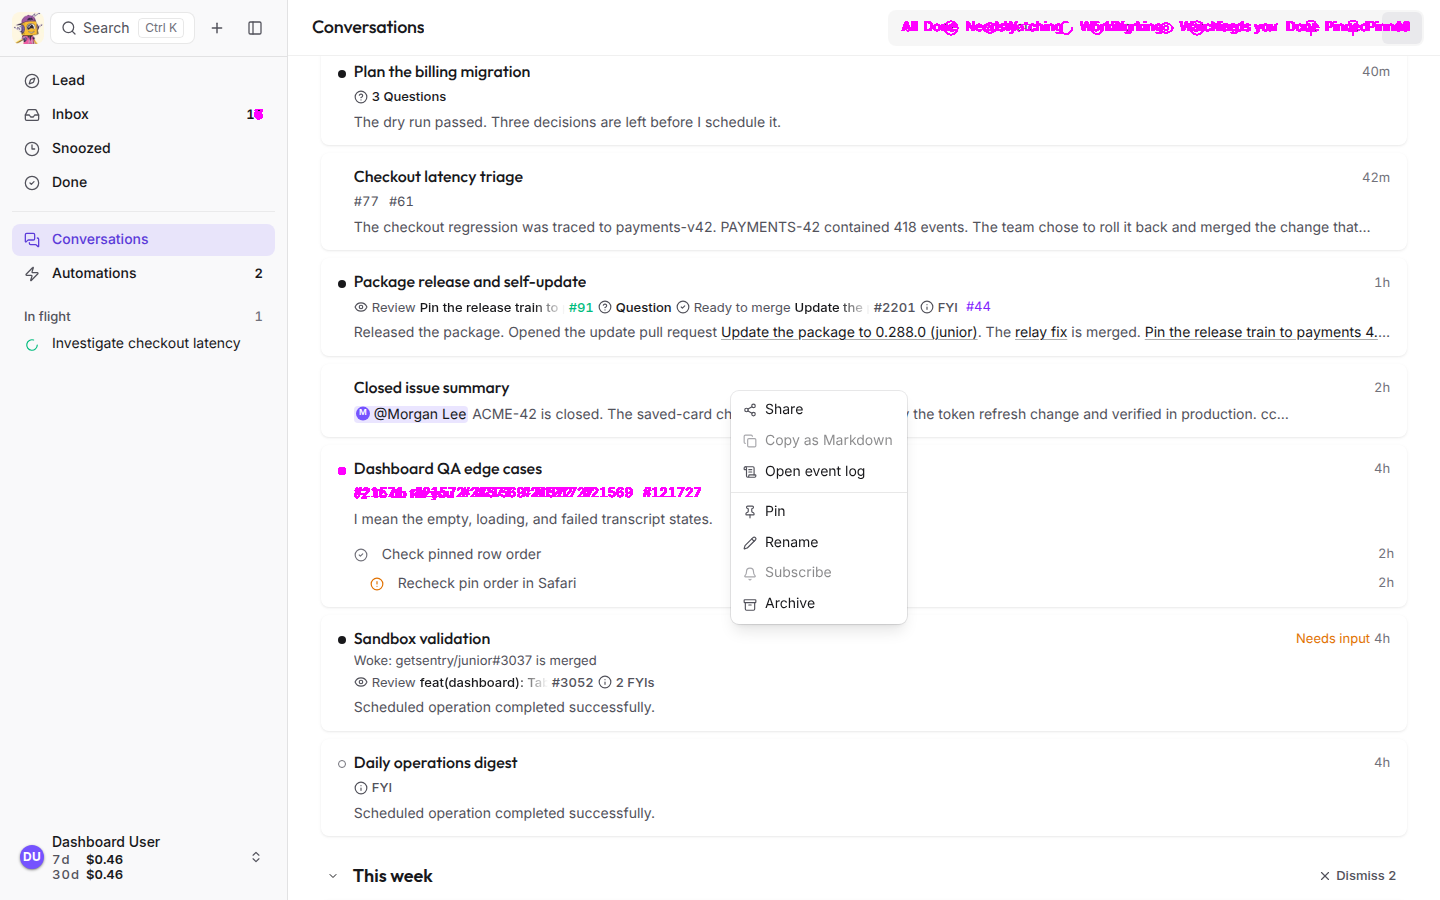 Search Ctrl K
Lead
Inbox
Snoozed
Done
Conversations
Automations 2
In flight 1
Investigate checkout latency
Dashboard User
DU
7d $0.46
30d $0.46
Conversations
Plan the billing migration 40m
3 Questions
The dry run passed. Three decisions are left before I schedule it.
Checkout latency triage 42m
#77 #61
The checkout regression was traced to payments-v42. PAYMENTS-42 contained 418 events. The team chose to roll it back and merged the change that...
Package release and self-update 1h
Review Pin the release train to #91 Question Ready to merge Update the #2201 FYI #44
Released the package. Opened the update pull request Update the package to 0.288.0 (junior). The relay fix is merged. Pin the release train to payments 4....
Closed issue summary 2h
M @Morgan Lee ACME-42 is closed. The saved-card ch the token refresh change and verified in production. cc...
Share
Copy as Markdown
Open event log
Pin
Rename
Subscribe
Archive
Dashboard QA edge cases 4h
#21569 #121727
I mean the empty, loading, and failed transcript states.
Check pinned row order 2h
Recheck pin order in Safari 2h
Sandbox validation Needs input 4h
Woke: getsentry/junior#3037 is merged
Review feat(dashboard): Ta #3052 2 FYIs
Scheduled operation completed successfully.
Daily operations digest 4h
FYI
Scheduled operation completed successfully.
This week Dismiss 2